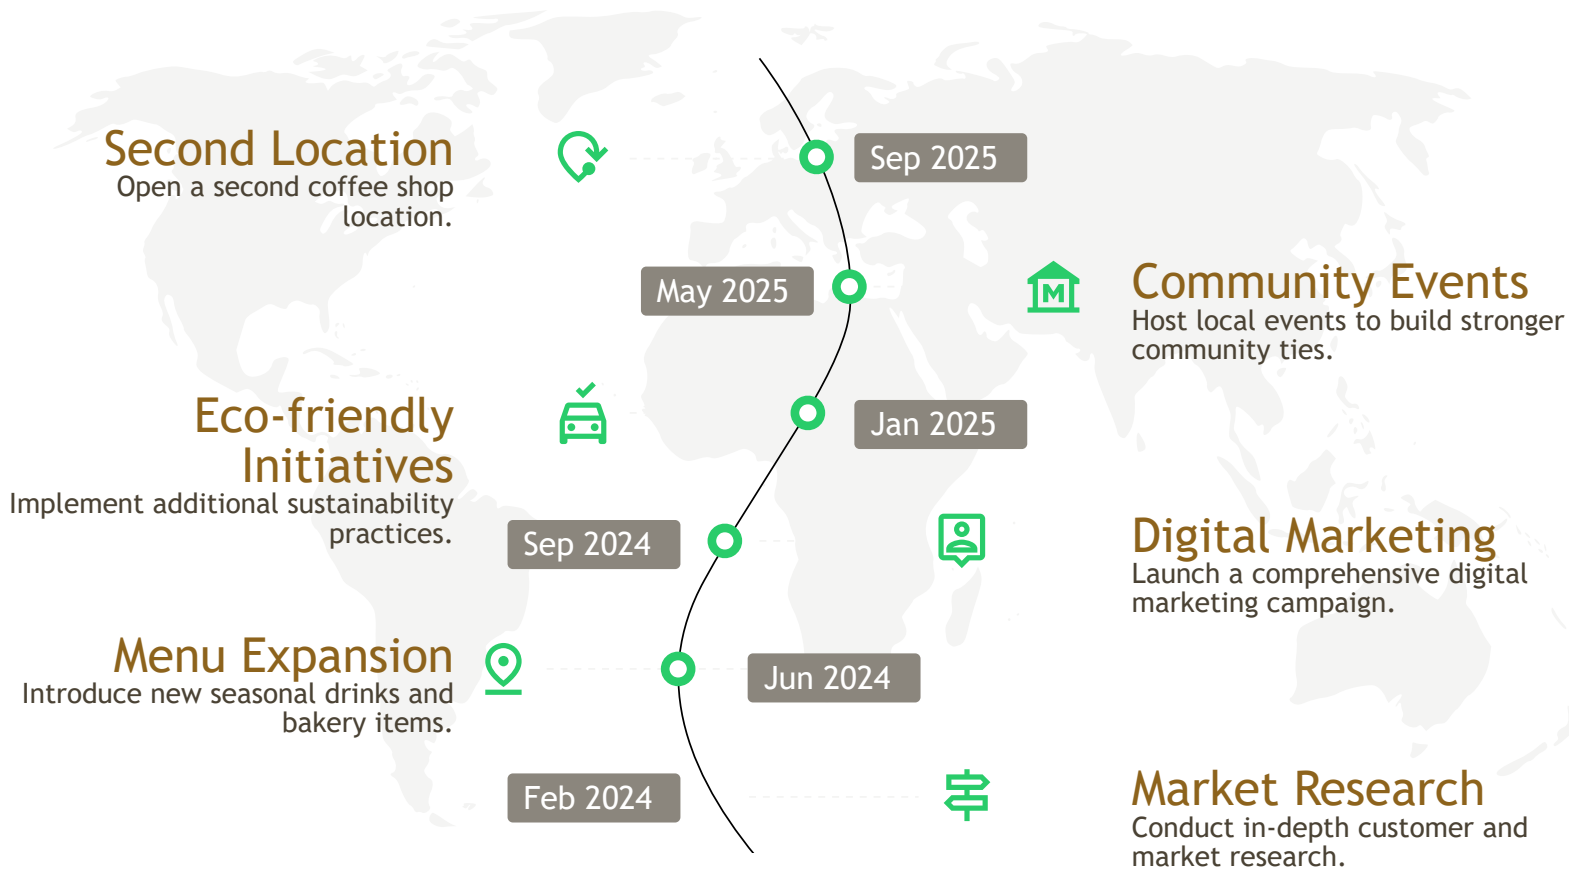 Second Location
Open a second coffee shop
location.
Sep 2025
May 2025
Community Events
Host local events to build stronger
community ties.
Eco-friendly
Initiatives
Implement additional sustainability
practices.
Jan 2025
Sep 2024
Digital Marketing
Launch a comprehensive digital
marketing campaign.
Menu Expansion
Introduce new seasonal drinks and
bakery items.
Jun 2024
Feb 2024
Market Research
Conduct in-depth customer and
market research.